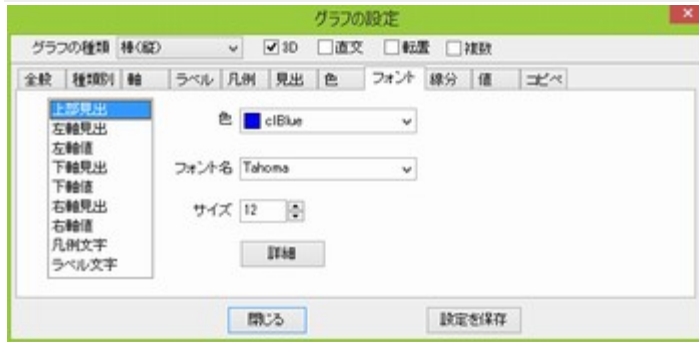 グラフの設定
グラフの種類 棒(縦) 3D 直交 転置 複数
全般 種類別 軸 ラベル 凡例 見出 色 フォント 線分 値 コピペ
上部見出
左軸見出
左軸値
下軸見出
下軸値
右軸見出
右軸値
凡例文字
ラベル文字
色 clBlue
フォント名 Tahoma
サイズ 12
詳細
閉じる 設定を保存